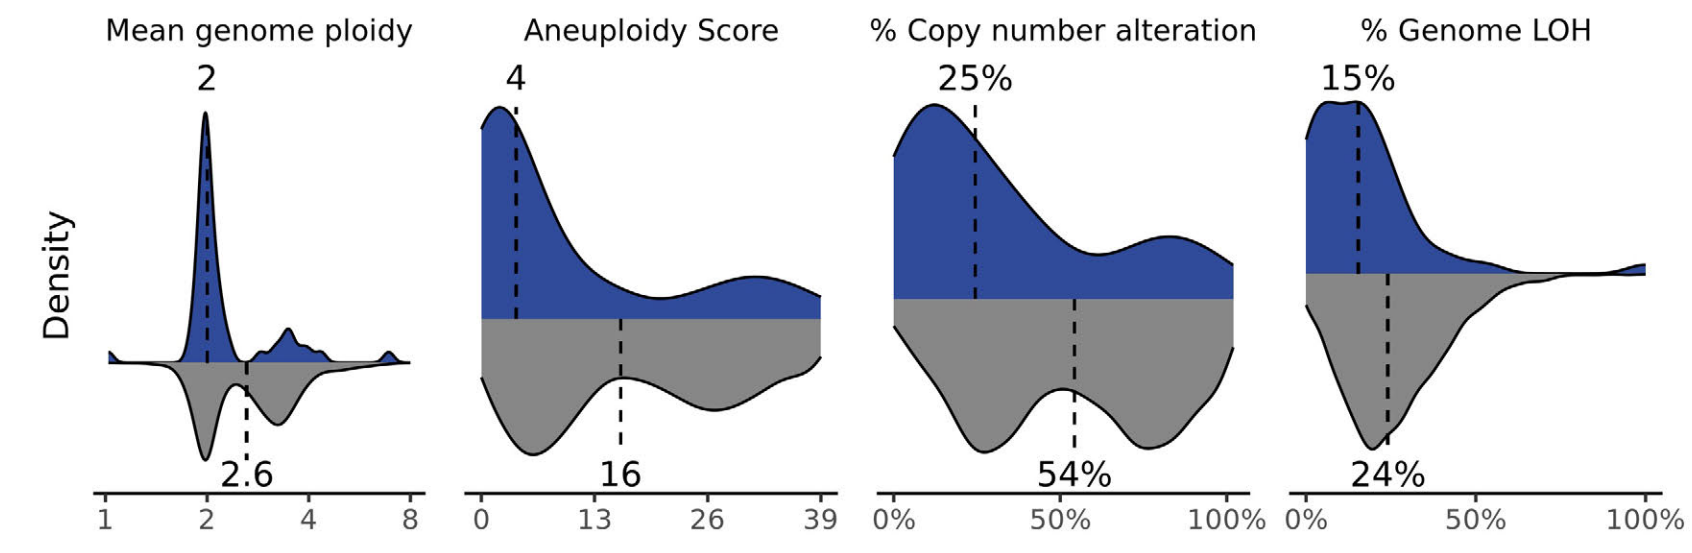 Mean genome ploidy
Aneuploidy Score
% Copy number alteration
% Genome LOH
2
4
25%
15%
Density
2.6
16
54%
24%
1 2 4 8
0 13 26 39
0% 50% 100%
0% 50% 100%